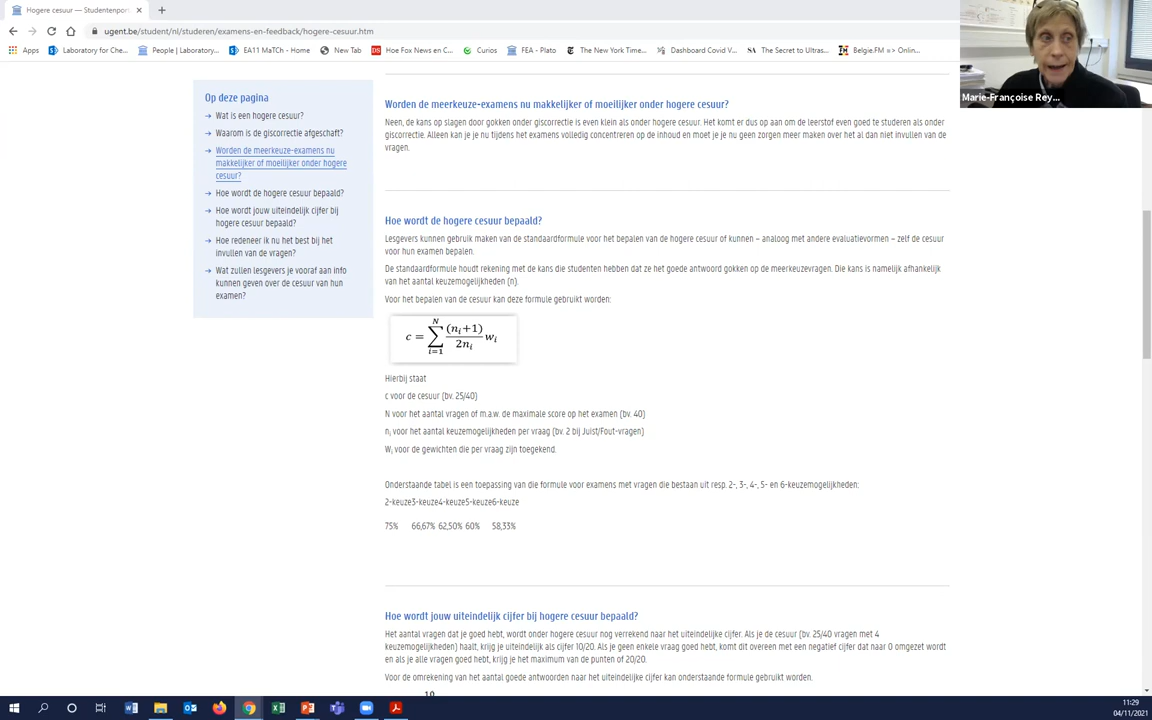 Hogere cesuur — Studentenport
ugent.be/student/nl/studeren/examens-en-feedback/hogere-cesuur.htm
Apps
Laboratory for Che...
People | Laboratory...
EA11 MaTCh - Home
New Tab
Hoe Fox News en C...
Curios
FEA - Plato
The New York Time...
Dashboard Covid V...
SA The Secret to Ultras...
Belgie.FM => Onlin...
Marie-Françoise Rey...
Op deze pagina
→ Wat is een hogere cesuur?
→ Waarom is de giscorrectie afgeschaft?
→ Worden de meerkeuze-examens nu
makkelijker of moeilijker onder hogere
cesuur?
→ Hoe wordt de hogere cesuur bepaald?
→ Hoe wordt jouw uiteindelijk cijfer bij
hogere cesuur bepaald?
→ Hoe redeneer ik nu het best bij het
invullen van de vragen?
→ Wat zullen lesgevers je vooraf aan info
kunnen geven over de cesuur van hun
examen?
Worden de meerkeuze-examens nu makkelijker of moeilijker onder hogere cesuur?
Neen, de kans op slagen door gokken onder giscorrectie is even klein als onder hogere cesuur. Het komt er dus op aan om de leerstof even goed te studeren als onder
giscorrectie. Alleen kan je je nu tijdens het examens volledig concentreren op de inhoud en moet je je nu geen zorgen meer maken over het al dan niet invullen van de
vragen.
Hoe wordt de hogere cesuur bepaald?
Lesgevers kunnen gebruik maken van de standaardformule voor het bepalen van de hogere cesuur of kunnen – analoog met andere evaluatievormen – zelf de cesuur
voor hun examen bepalen.
De standaardformule houdt rekening met de kans die studenten hebben dat ze het goede antwoord gokken op de meerkeuzevragen. Die kans is namelijk afhankelijk
van het aantal keuzemogelijkheden (n).
Voor het bepalen van de cesuur kan deze formule gebruikt worden:
c = ∑_{i=1}^{N} (n_i+1)/2n_i w_i
Hierbij staat
c voor de cesuur (bv. 25/40)
N voor het aantal vragen of m.a.w. de maximale score op het examen (bv. 40)
n_i voor het aantal keuzemogelijkheden per vraag (bv. 2 bij Juist/Fout-vragen)
W_i voor de gewichten die per vraag zijn toegekend.
Onderstaande tabel is een toepassing van die formule voor examens met vragen die bestaan uit resp. 2-, 3-, 4-, 5- en 6-keuzemogelijkheden:
2-keuze3-keuze4-keuze5-keuze6-keuze
75% 66,67% 62,50% 60% 58,33%
Hoe wordt jouw uiteindelijk cijfer bij hogere cesuur bepaald?
Het aantal vragen dat je goed hebt, wordt onder hogere cesuur nog verrekend naar het uiteindelijke cijfer. Als je de cesuur (bv. 25/40 vragen met 4
keuzemogelijkheden) haalt, krijg je uiteindelijk als cijfer 10/20. Als je geen enkele vraag goed hebt, komt dit overeen met een negatief cijfer dat naar 0 omgezet wordt
en als je alle vragen goed hebt, krijg je het maximum van de punten of 20/20.
Voor de omrekening van het aantal goede antwoorden naar het uiteindelijke cijfer kan onderstaande formule gebruikt worden.
10
11:29
04/11/2021